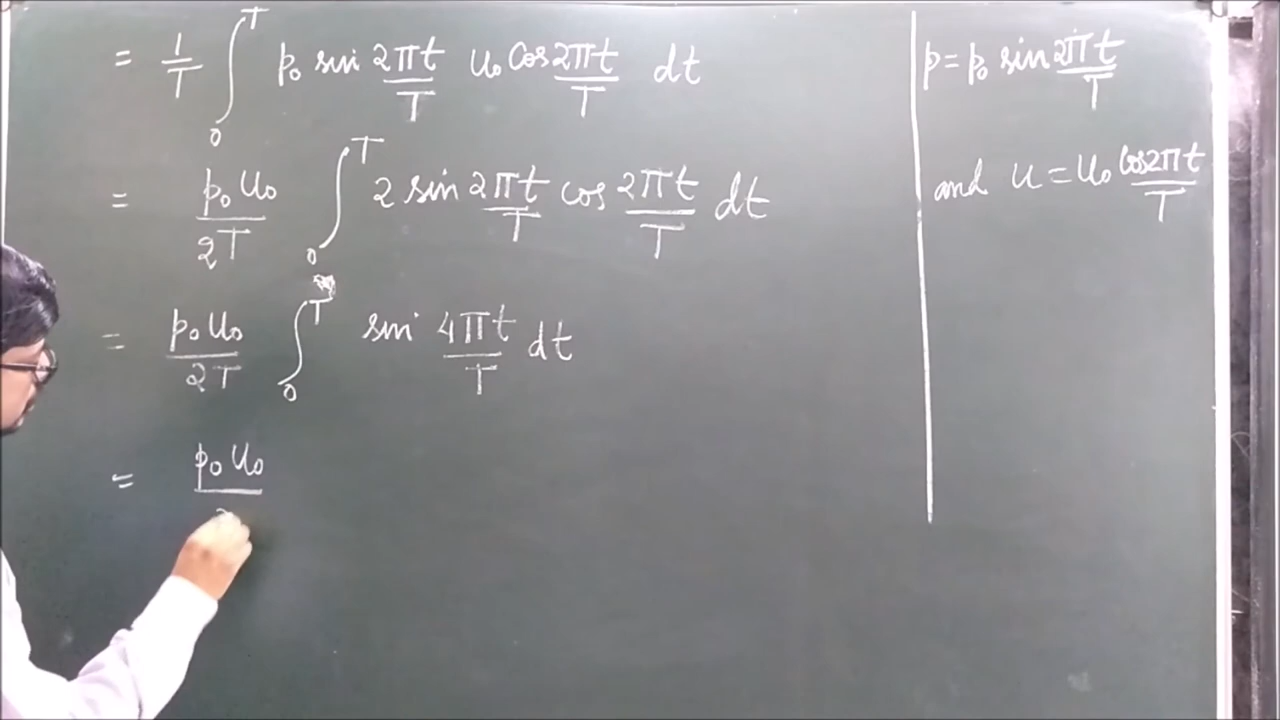 = 1/T ∫₀ᵀ p₀ sin 2πt/T u₀ cos 2πt/T dt
= p₀u₀/2T ∫₀ᵀ 2 sin 2πt/T cos 2πt/T dt
= p₀u₀/2T ∫₀ᵀ sin 4πt/T dt
= p₀u₀
p = p₀ sin 2πt/T
and u = u₀ cos 2πt/T